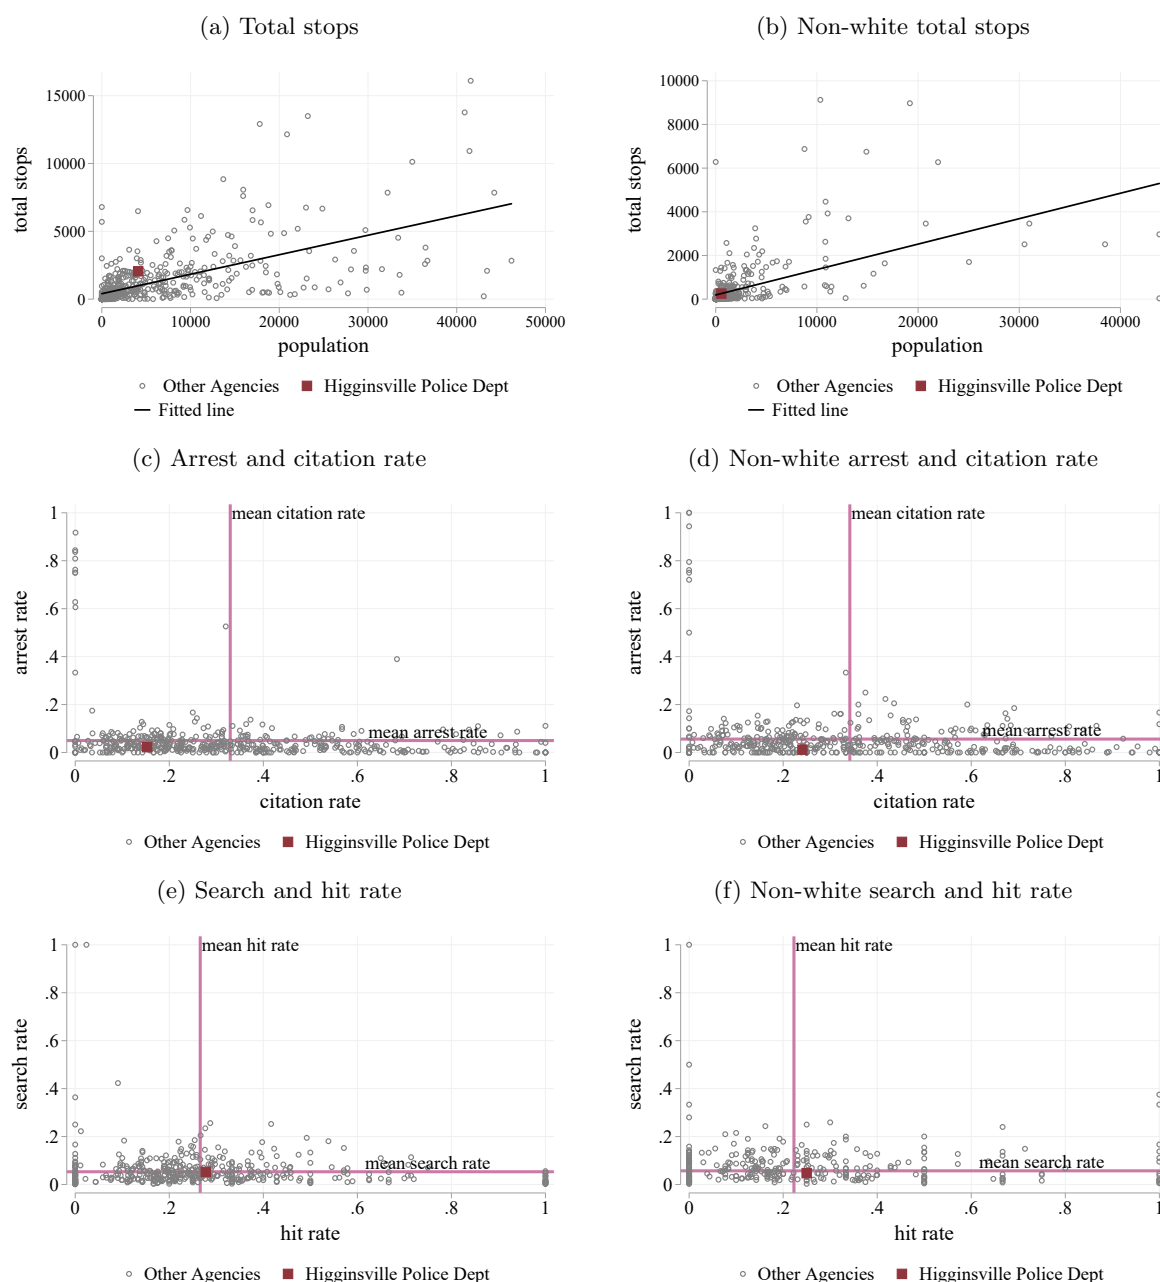 (a) Total stops
(b) Non-white total stops
total stops
15000
10000
5000
0
0 10000 20000 30000 40000 50000
population
Other Agencies Higginsville Police Dept
Fitted line
total stops
10000
8000
6000
4000
2000
0
0 10000 20000 30000 40000
population
Other Agencies Higginsville Police Dept
Fitted line
(c) Arrest and citation rate
(d) Non-white arrest and citation rate
arrest rate
1
.8
.6
.4
.2
0
mean citation rate
mean arrest rate
0 .2 .4 .6 .8 1
citation rate
Other Agencies Higginsville Police Dept
arrest rate
1
.8
.6
.4
.2
0
mean citation rate
mean arrest rate
0 .2 .4 .6 .8 1
citation rate
Other Agencies Higginsville Police Dept
(e) Search and hit rate
(f) Non-white search and hit rate
search rate
1
.8
.6
.4
.2
0
mean hit rate
mean search rate
0 .2 .4 .6 .8 1
hit rate
Other Agencies Higginsville Police Dept
search rate
1
.8
.6
.4
.2
0
mean hit rate
mean search rate
0 .2 .4 .6 .8 1
hit rate
Other Agencies Higginsville Police Dept